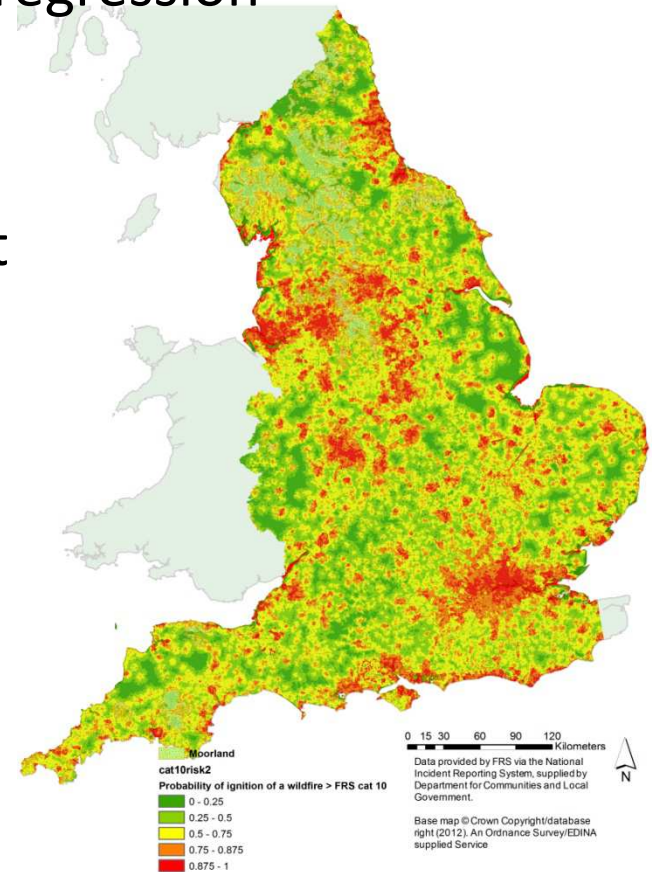 regression
t
Moorland
cat10risk2
Probability of ignition of a wildfire > FRS cat 10
0 - 0.25
0.25 - 0.5
0.5 - 0.75
0.75 - 0.875
0.875 - 1
0 15 30 60 90 120
Kilometers
N
Data provided by FRS via the National
Incident Reporting System, supplied by
Department for Communities and Local
Government.
Base map © Crown Copyright/database
right (2012). An Ordnance Survey/EDINA
supplied Service